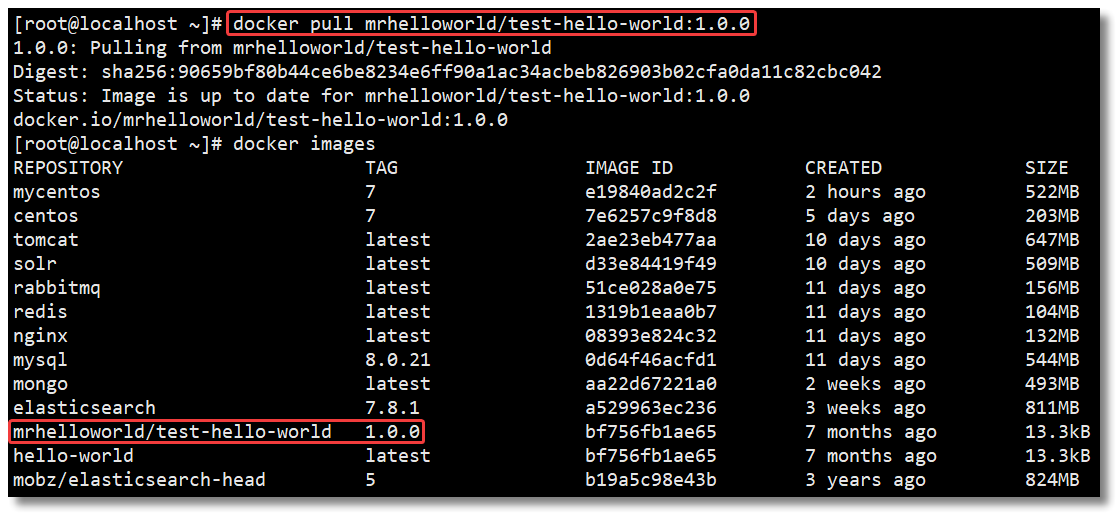 [root@localhost ~]# docker pull mrhelloworld/test-hello-world:1.0.0
1.0.0: Pulling from mrhelloworld/test-hello-world
Digest: sha256:90659bf80b44ce6be8234e6ff90a1ac34acbeb826903b02cfa0da11c82cbc042
Status: Image is up to date for mrhelloworld/test-hello-world:1.0.0
docker.io/mrhelloworld/test-hello-world:1.0.0
[root@localhost ~]# docker images
REPOSITORY TAG IMAGE ID CREATED SIZE
mycentos 7 e19840ad2c2f 2 hours ago 522MB
centos 7 7e6257c9f8d8 5 days ago 203MB
tomcat latest 2ae23eb477aa 10 days ago 647MB
solr latest d33e84419f49 10 days ago 509MB
rabbitmq latest 51ce028a0e75 11 days ago 156MB
redis latest 1319b1eaa0b7 11 days ago 104MB
nginx latest 08393e824c32 11 days ago 132MB
mysql 8.0.21 0d64f46acfd1 11 days ago 544MB
mongo latest aa22d67221a0 2 weeks ago 493MB
elasticsearch 7.8.1 a529963ec236 3 weeks ago 811MB
mrhelloworld/test-hello-world 1.0.0 bf756fb1ae65 7 months ago 13.3kB
hello-world latest bf756fb1ae65 7 months ago 13.3kB
mobz/elasticsearch-head 5 b19a5c98e43b 3 years ago 824MB